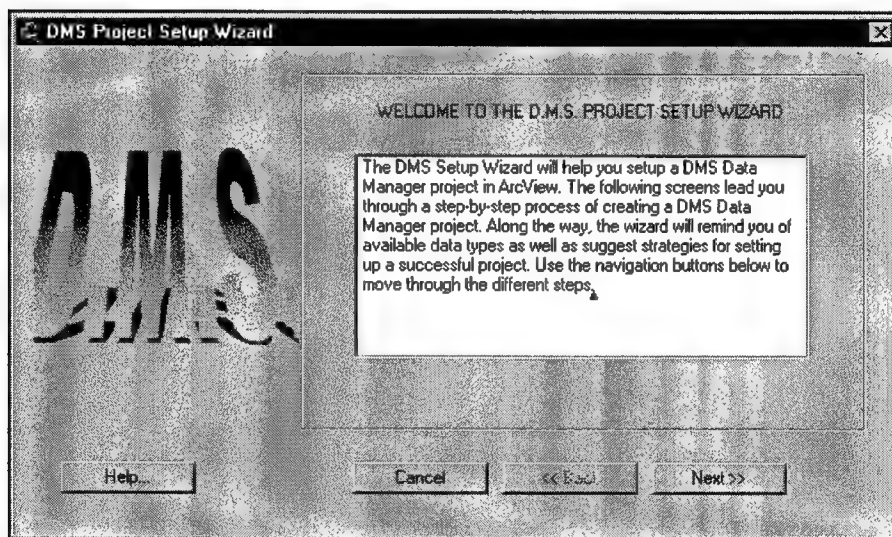 DMS Project Setup Wizard
WELCOME TO THE D.M.S. PROJECT SETUP WIZARD
D.M.S.
The DMS Setup Wizard will help you setup a DMS Data
Manager project in ArcView. The following screens lead you
through a step-by-step process of creating a DMS Data
Manager project. Along the way, the wizard will remind you of
available data types as well as suggest strategies for setting
up a successful project. Use the navigation buttons below to
move through the different steps.
Help...
Cancel
<< Back
Next >>